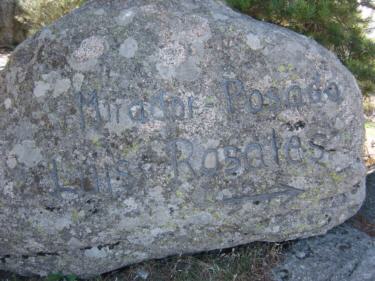 Mirador Posada
Luis Rosales